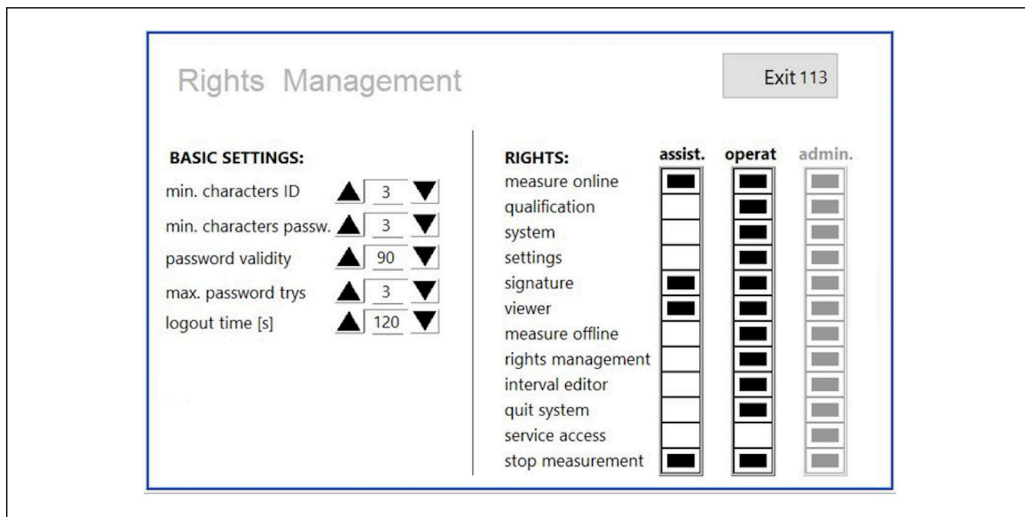 Rights Management
Exit 113
BASIC SETTINGS:
min. characters ID 3
min. characters passw. 3
password validity 90
max. password trys 3
logout time [s] 120
RIGHTS: assist. operat admin.
measure online
qualification
system
settings
signature
viewer
measure offline
rights management
interval editor
quit system
service access
stop measurement